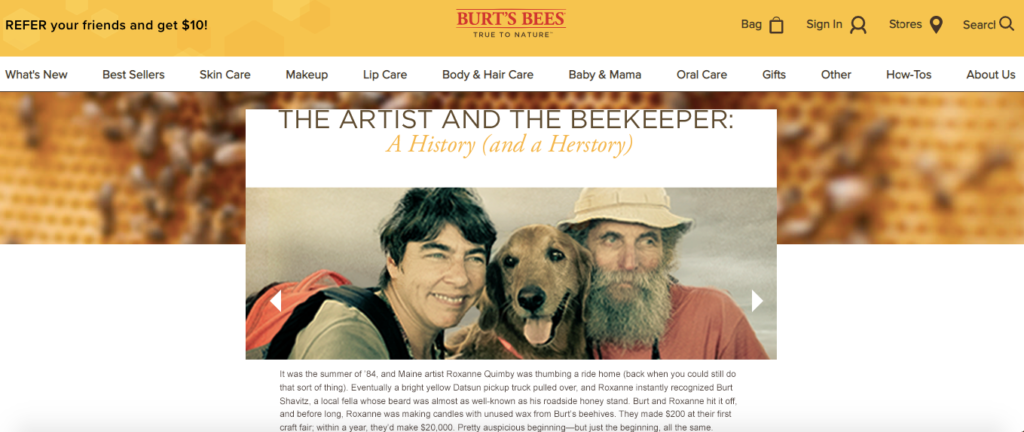 REFER your friends and get $10!
BURT'S BEES
TRUE TO NATURE™
Bag
Sign In
Stores
Searcl
What's New
Best Sellers
Skin Care
Makeup
Lip Care
Body & Hair Care
Baby & Mama
Oral Care
Gifts
Other
How-Tos
About Us
THE ARTIST AND THE BEEKEEPER:
A History (and a Herstory)
It was the summer of '84, and Maine artist Roxanne Quimby was thumbing a ride home (back when you could still do
that sort of thing). Eventually a bright yellow Datsun pickup truck pulled over, and Roxanne instantly recognized Burt
Shavitz, a local fella whose beard was almost as well-known as his roadside honey stand. Burt and Roxanne hit it off,
and before long, Roxanne was making candles with unused wax from Burt's beehives. They made $200 at their first
craft fair; within a year, they'd make $20,000. Pretty auspicious beginning—but just the beginning, all the same.